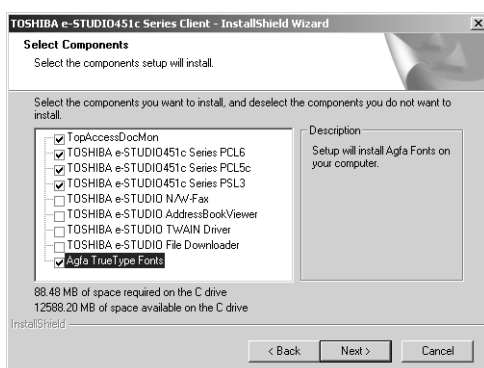 TOSHIBA e-STUDIO451c Series Client - InstallShield Wizard
Select Components
Select the components setup will install.
Select the components you want to install, and deselect the components you do not want to
install.
TopAccessDocMon
TOSHIBA e-STUDIO451c Series PCL6
TOSHIBA e-STUDIO451c Series PCL5c
TOSHIBA e-STUDIO451c Series PSL3
TOSHIBA e-STUDIO N/W-Fax
TOSHIBA e-STUDIO AddressBookViewer
TOSHIBA e-STUDIO TWAIN Driver
TOSHIBA e-STUDIO File Downloader
Agfa TrueType Fonts
Description
Setup will install Agfa Fonts on
your computer.
88.48 MB of space required on the C drive
12588.20 MB of space available on the C drive
InstallShield
< Back Next > Cancel